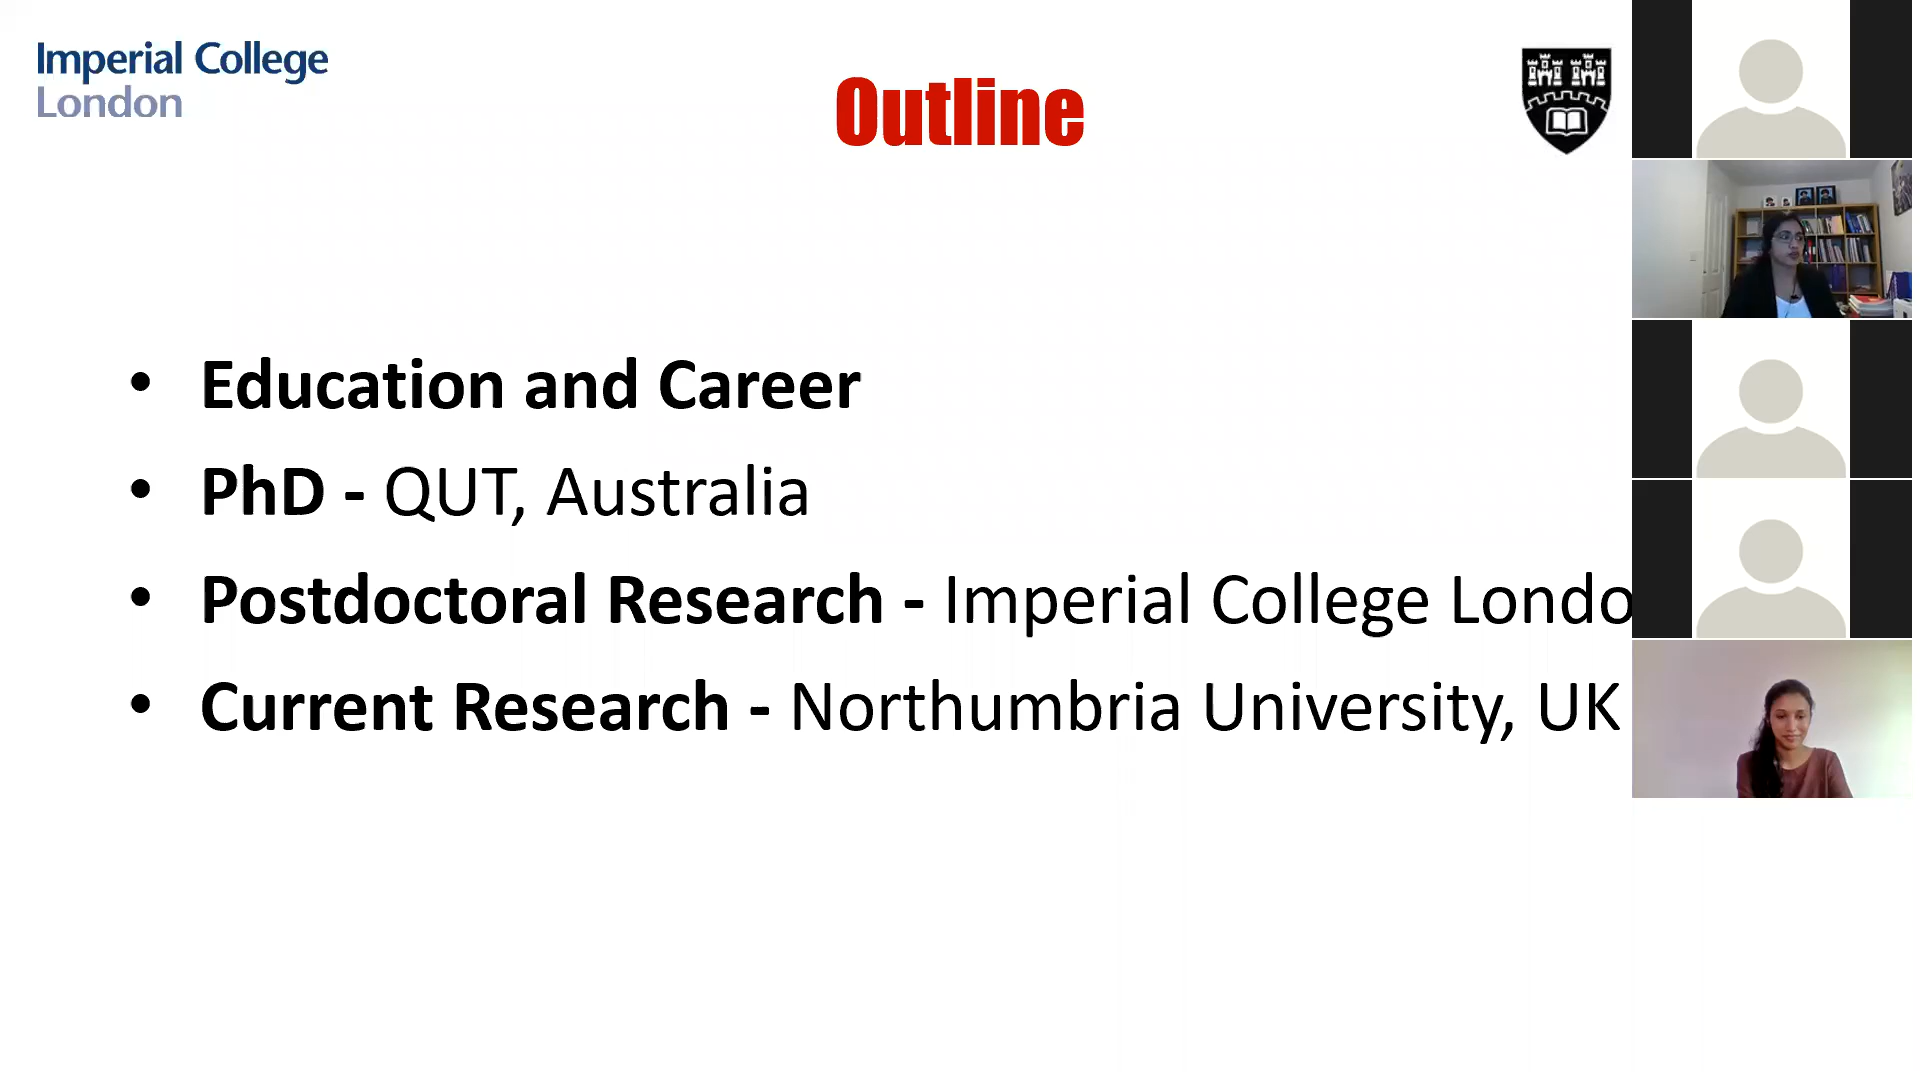 Imperial College
London
Outline
• Education and Career
• PhD - QUT, Australia
• Postdoctoral Research - Imperial College Londo
• Current Research - Northumbria University, UK